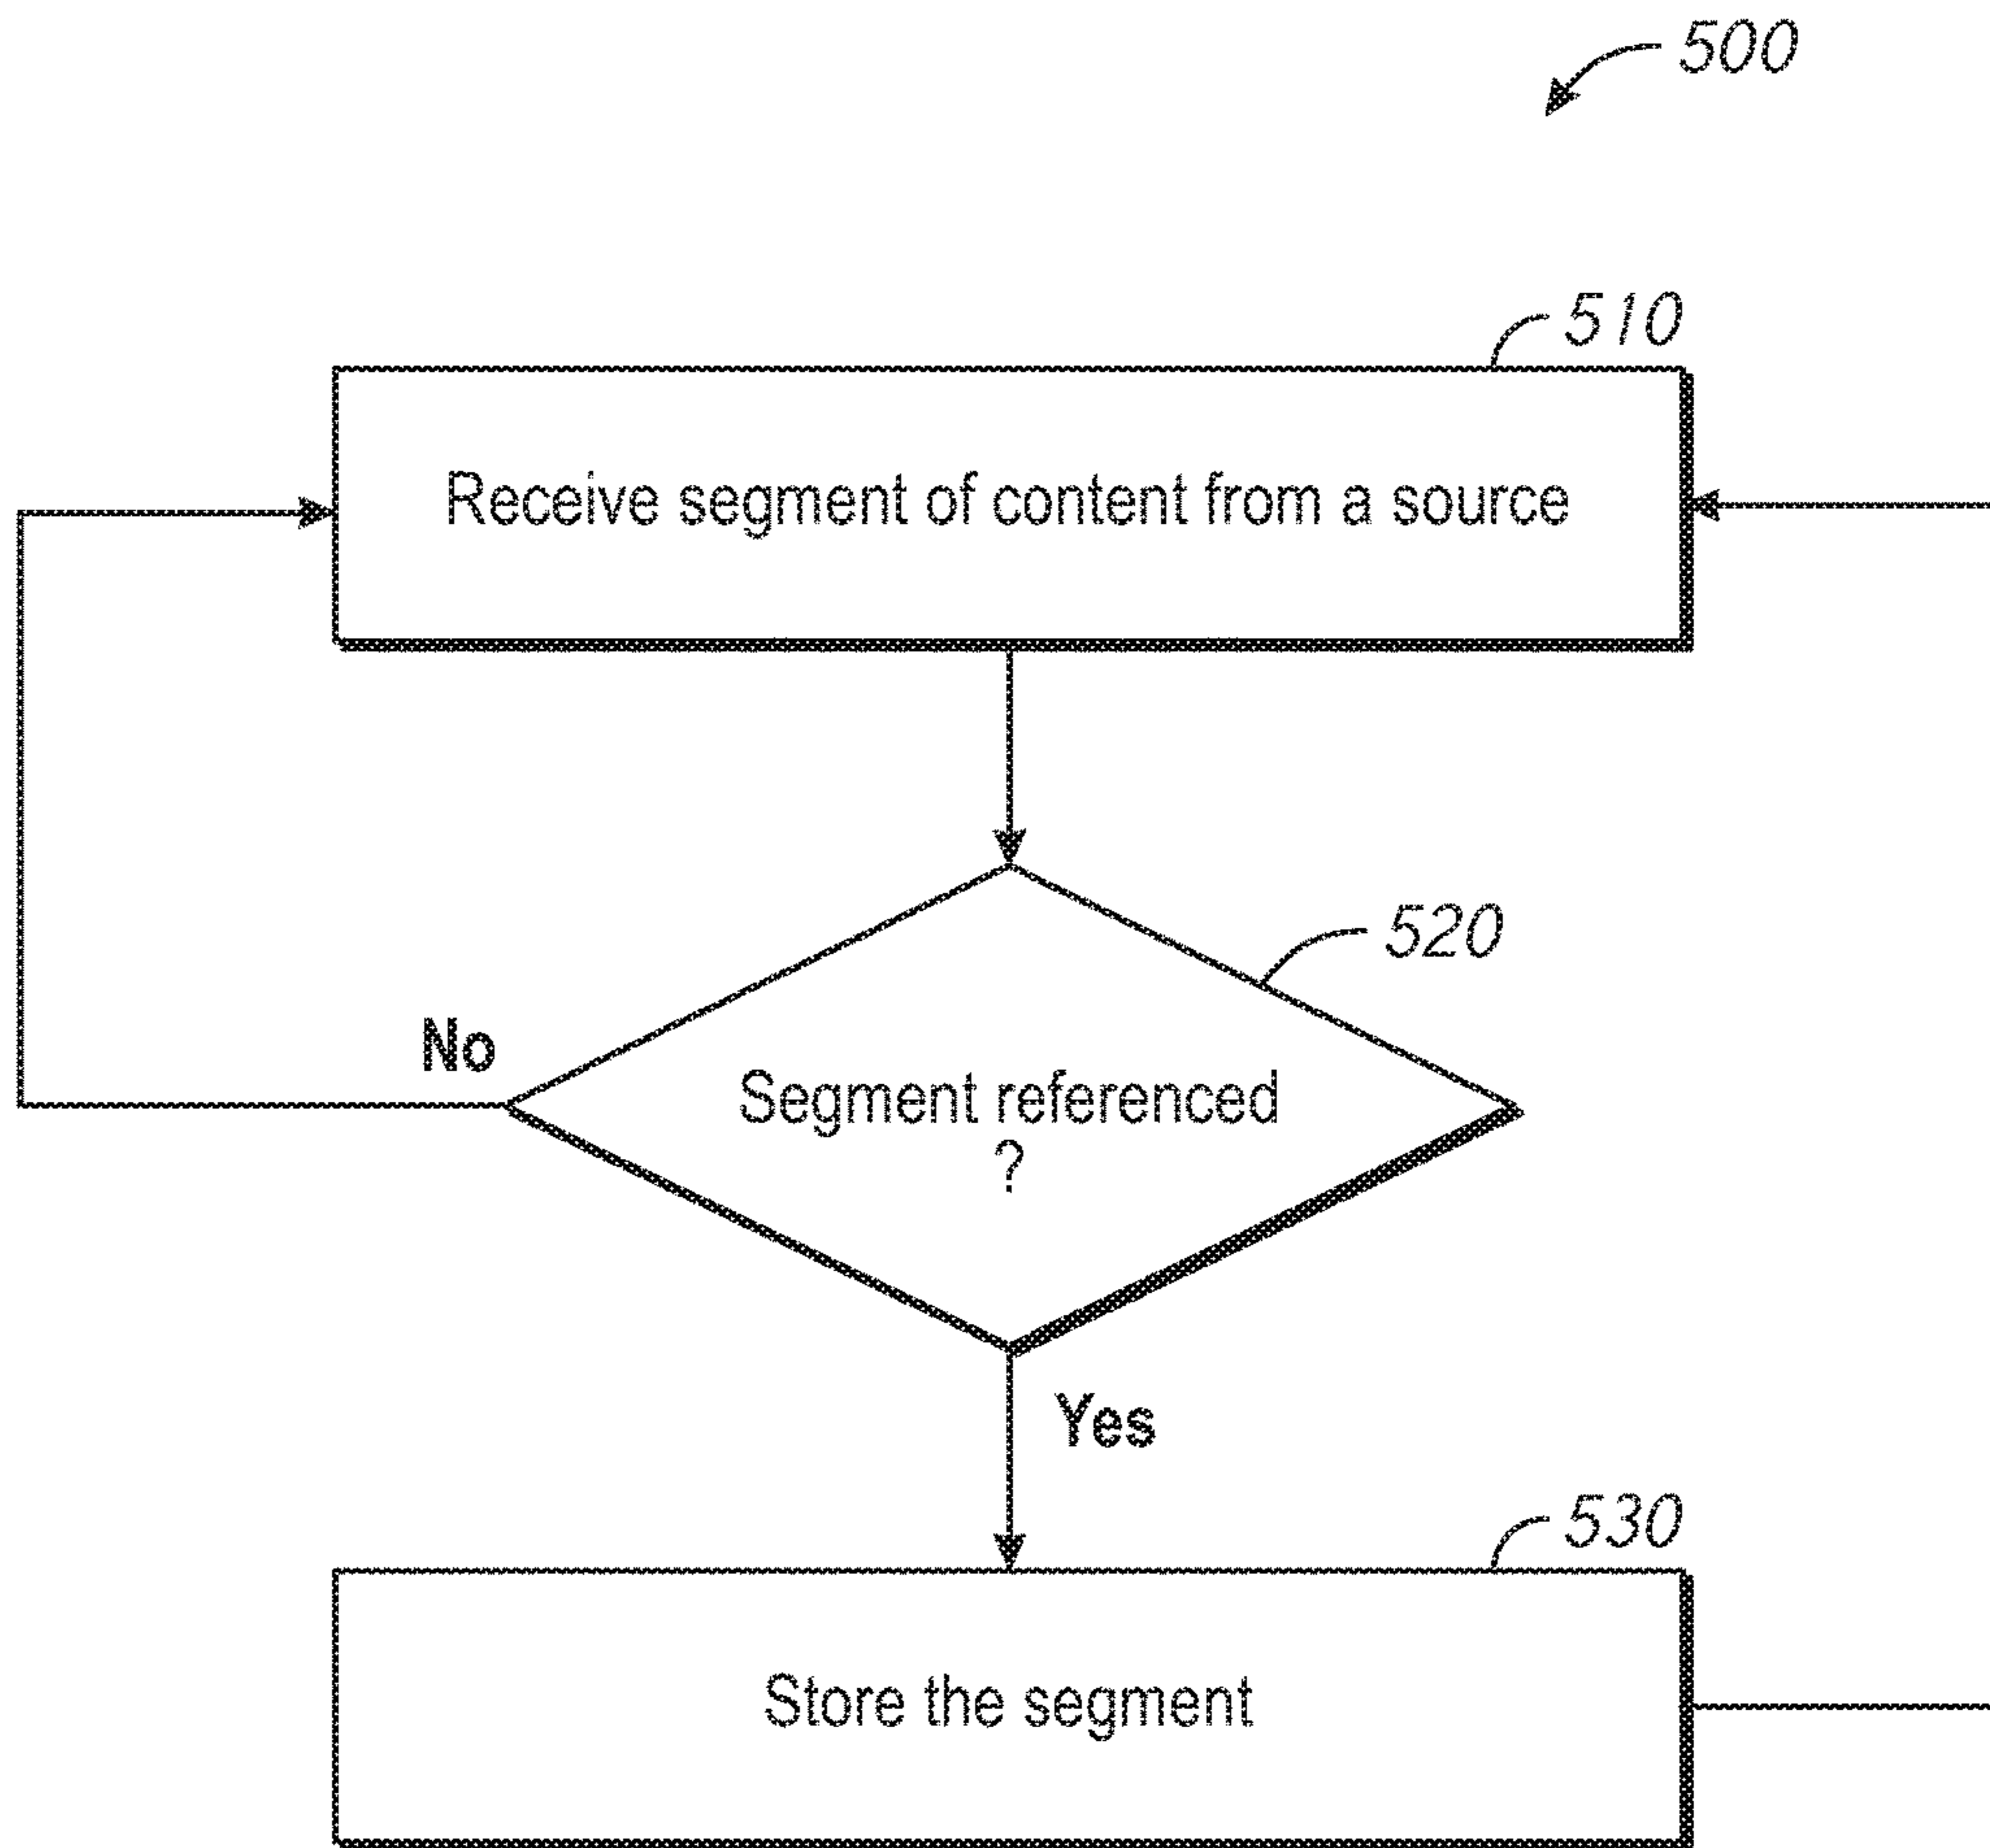 500
510
Receive segment of content from a source
520
No
Segment referenced
?
Yes
530
Store the segment